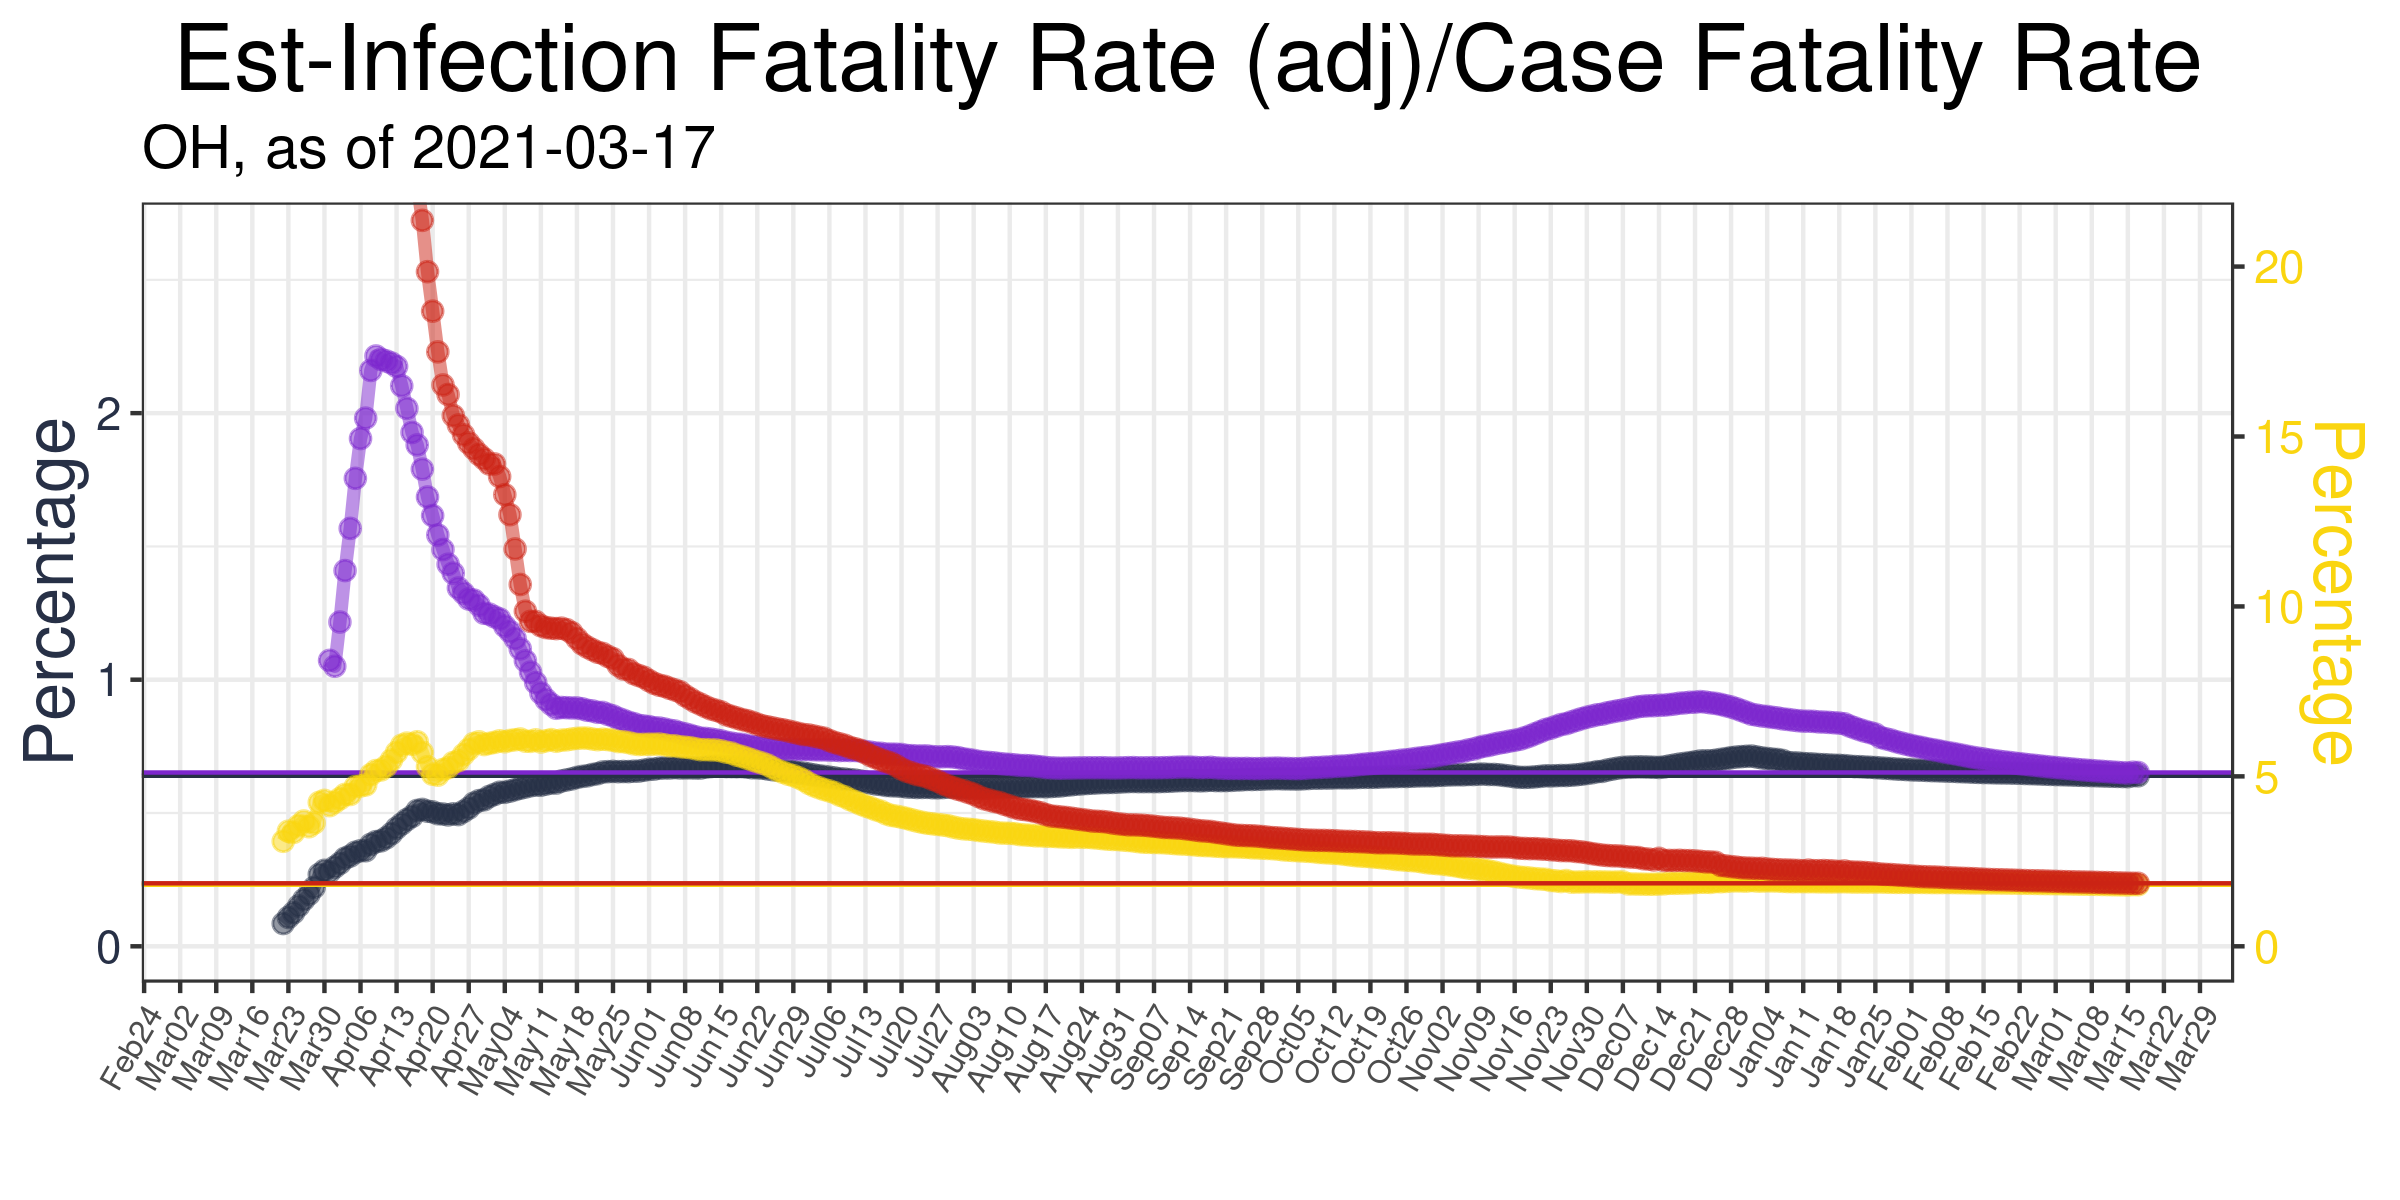 Est-Infection Fatality Rate (adj)/Case Fatality Rate
OH, as of 2021-03-17
Percentage
2
1
0
20
15
10
5
0
Percentage
Feb24
Mar02
Mar09
Mar16
Mar23
Mar30
Apr06
Apr13
Apr20
Apr27
May04
May11
May18
May25
Jun01
Jun08
Jun15
Jun22
Jun29
Jul06
Jul13
Jul20
Jul27
Aug03
Aug10
Aug17
Aug24
Aug31
Sep07
Sep14
Sep21
Sep28
Oct05
Oct12
Oct19
Oct26
Nov02
Nov09
Nov16
Nov23
Nov30
Dec07
Dec14
Dec21
Dec28
Jan04
Jan11
Jan18
Jan25
Feb01
Feb08
Feb15
Feb22
Mar01
Mar08
Mar15
Mar22
Mar29